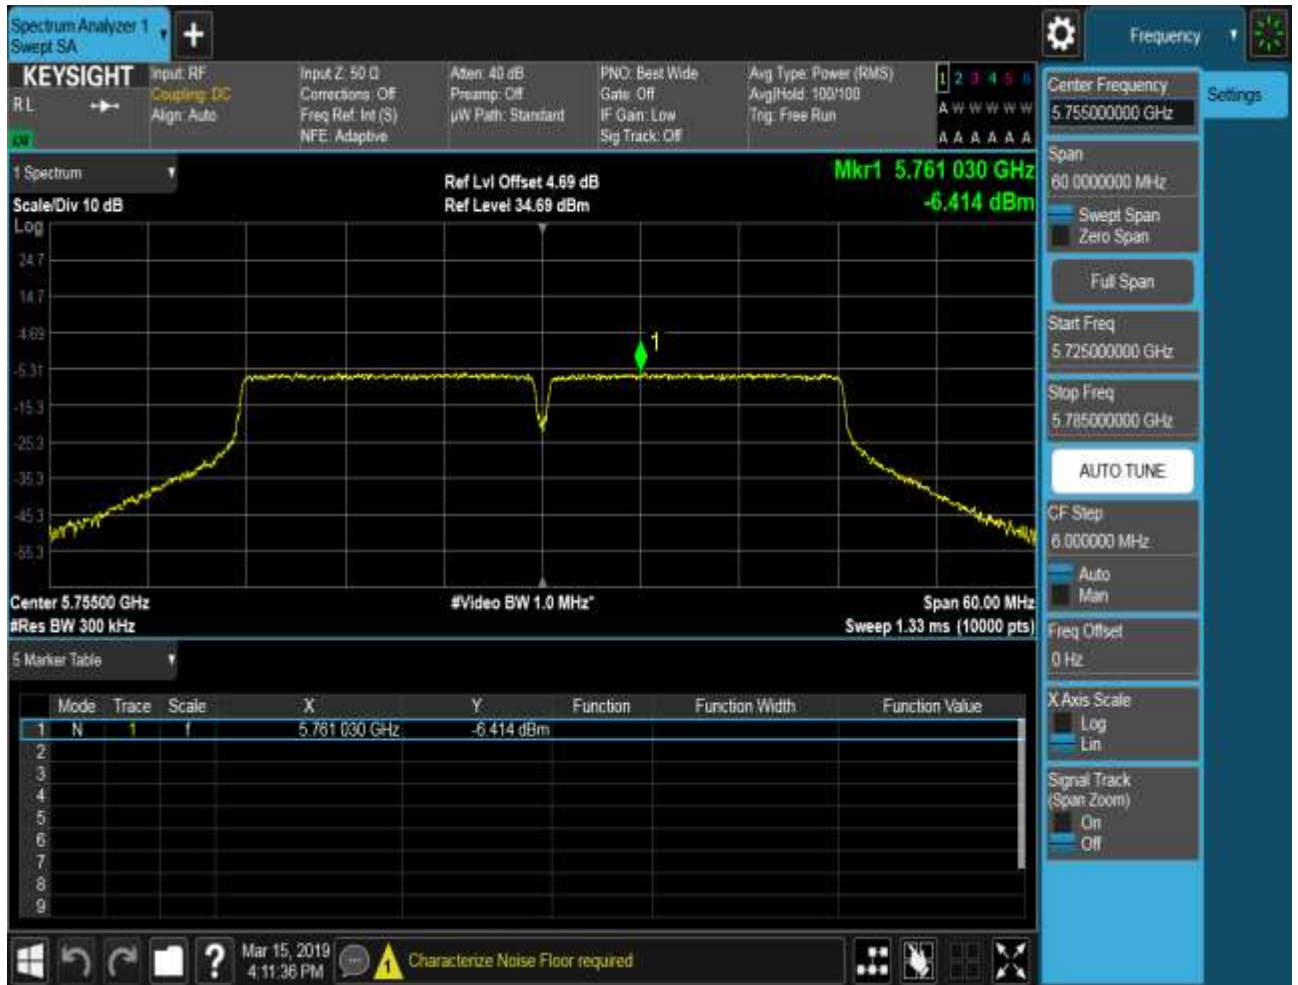 Spectrum Analyzer 1
Swept SA
+
Frequency
KEYSIGHT
RL
Input: RF
Coupling: DC
Align: Auto
Input Z: 50 Ω
Corrections: Off
Freq Ref: Int (S)
NFE: Adaptive
Atten: 40 dB
Preamp: Off
µW Path: Standard
PNO: Best Wide
Gate: Off
IF Gain: Low
Sig Track: Off
Avg Type: Power (RMS)
Avg|Hold: 100/100
Trig: Free Run
1 2 3 4 5 6
A W W W W W
A A A A A A
1 Spectrum
Scale/Div 10 dB
Ref Lvl Offset 4.69 dB
Ref Level 34.69 dBm
Mkr1 5.761 030 GHz
-6.414 dBm
Log
24.7
14.7
4.69
-5.31
-15.3
-25.3
-35.3
-45.3
-55.3
1
Center 5.75500 GHz
#Res BW 300 kHz
#Video BW 1.0 MHz*
Span 60.00 MHz
Sweep 1.33 ms (10000 pts)
5 Marker Table
Mode Trace Scale X Y Function Function Width Function Value
1 N 1 f 5.761 030 GHz -6.414 dBm
2
3
4
5
6
7
8
9
Mar 15, 2019
4:11:36 PM
?
1
Characterize Noise Floor required
Center Frequency
5.755000000 GHz
Settings
Span
60.0000000 MHz
Swept Span
Zero Span
Full Span
Start Freq
5.725000000 GHz
Stop Freq
5.785000000 GHz
AUTO TUNE
CF Step
6.000000 MHz
Auto
Man
Freq Offset
0 Hz
X Axis Scale
Log
Lin
Signal Track
(Span Zoom)
On
Off